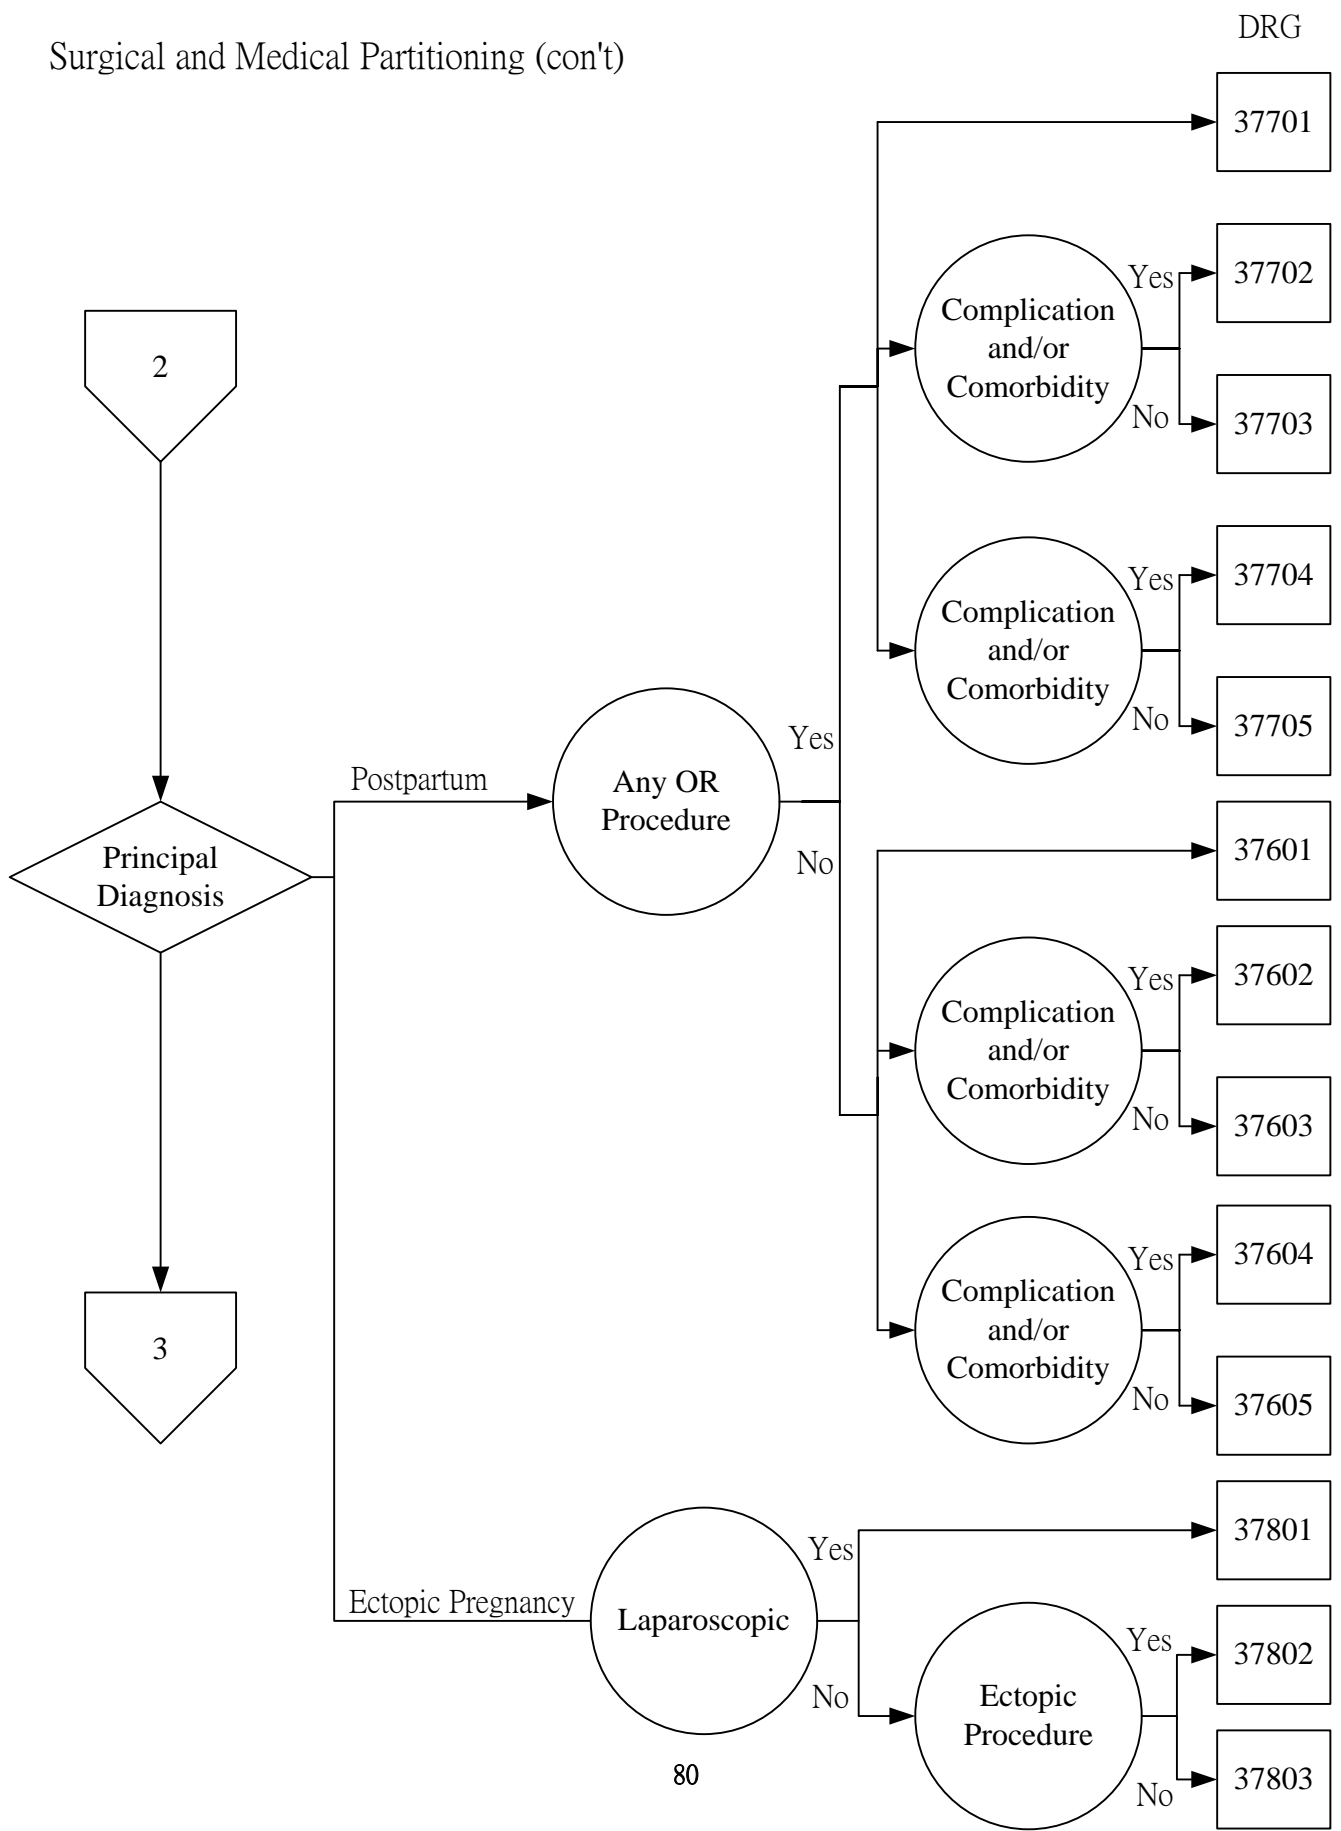 DRG
Surgical and Medical Partitioning (con't)
37701
Yes
37702
Complication
and/or
Comorbidity
No
37703
2
Yes
37704
Complication
and/or
Comorbidity
No
37705
Yes
Postpartum
Any OR
Procedure
No
37601
Principal
Diagnosis
Yes
37602
Complication
and/or
Comorbidity
No
37603
Yes
37604
Complication
and/or
Comorbidity
No
37605
3
Yes
37801
Ectopic Pregnancy
Laparoscopic
Yes
37802
No
Ectopic
Procedure
No
37803
80